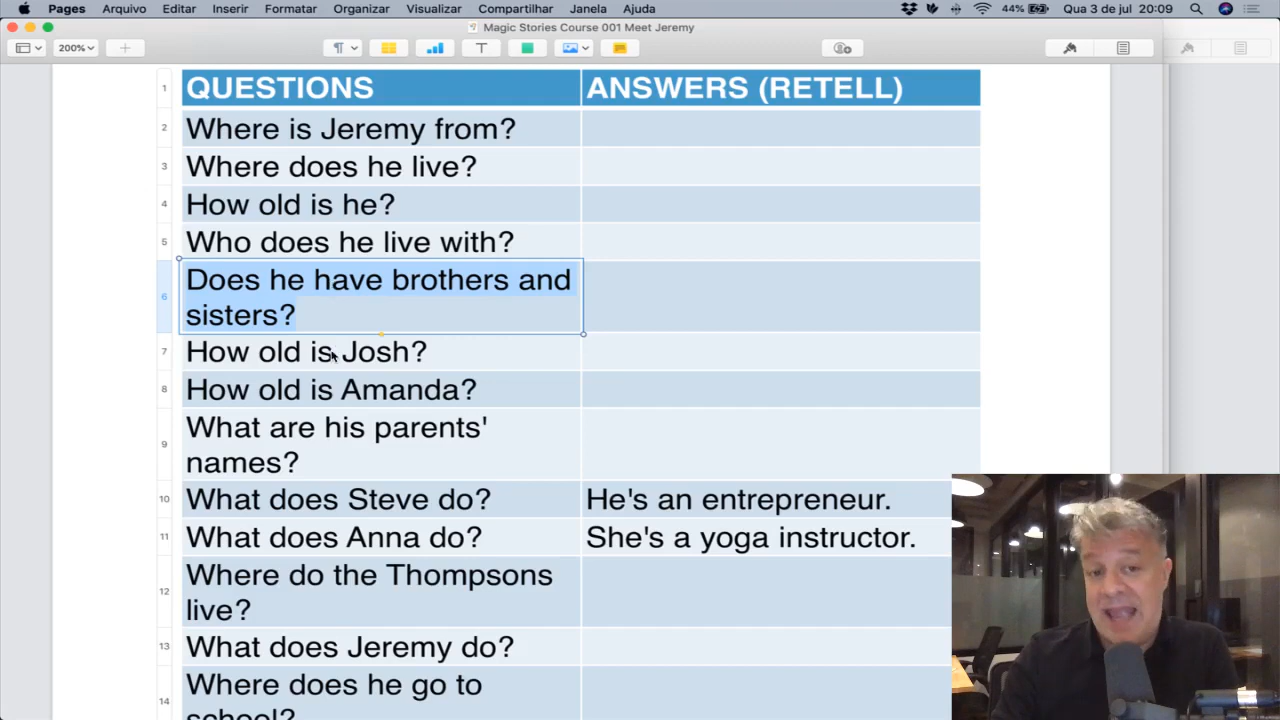 Pages Arquivo Editar Inserir Formatar Organizar Visualizar Compartilhar Janela Ajuda 44% Qua 3 de jul 20:09
Magic Stories Course 001 Meet Jeremy
200%
1 QUESTIONS ANSWERS (RETELL)
2 Where is Jeremy from?
3 Where does he live?
4 How old is he?
5 Who does he live with?
6 Does he have brothers and
sisters?
7 How old is Josh?
8 How old is Amanda?
9 What are his parents'
names?
10 What does Steve do? He's an entrepreneur.
11 What does Anna do? She's a yoga instructor.
12 Where do the Thompsons
live?
13 What does Jeremy do?
14 Where does he go to
school?